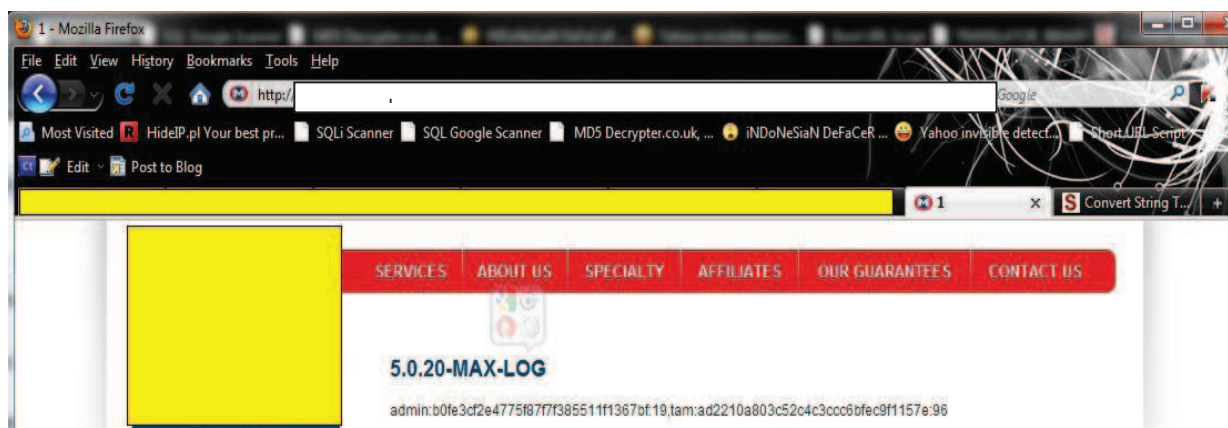 1 - Mozilla Firefox
File Edit View History Bookmarks Tools Help
http:/
Google
Most Visited HideIP.pl Your best pr... SQLi Scanner SQL Google Scanner MD5 Decrypter.co.uk, ... iNDoNeSiaN DeFaCeR ... Yahoo invisible detect... Short URL Script
Ct Edit Post to Blog
1 x S Convert String T... +
SERVICES ABOUT US SPECIALTY AFFILIATES OUR GUARANTEES CONTACT US
5.0.20-MAX-LOG
admin:b0fe3cf2e4775f87f7f385511f1367bf:19,tam:ad2210a803c52c4c3ccc6bfec9f1157e:96